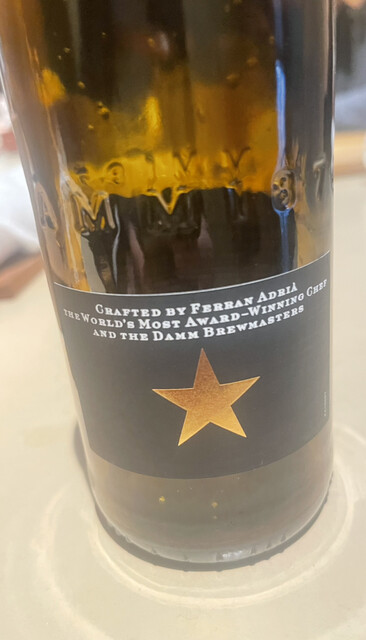 Crafted by Ferran Adrià
the World's Most Award-Winning Chef
and the Damm Brewmasters